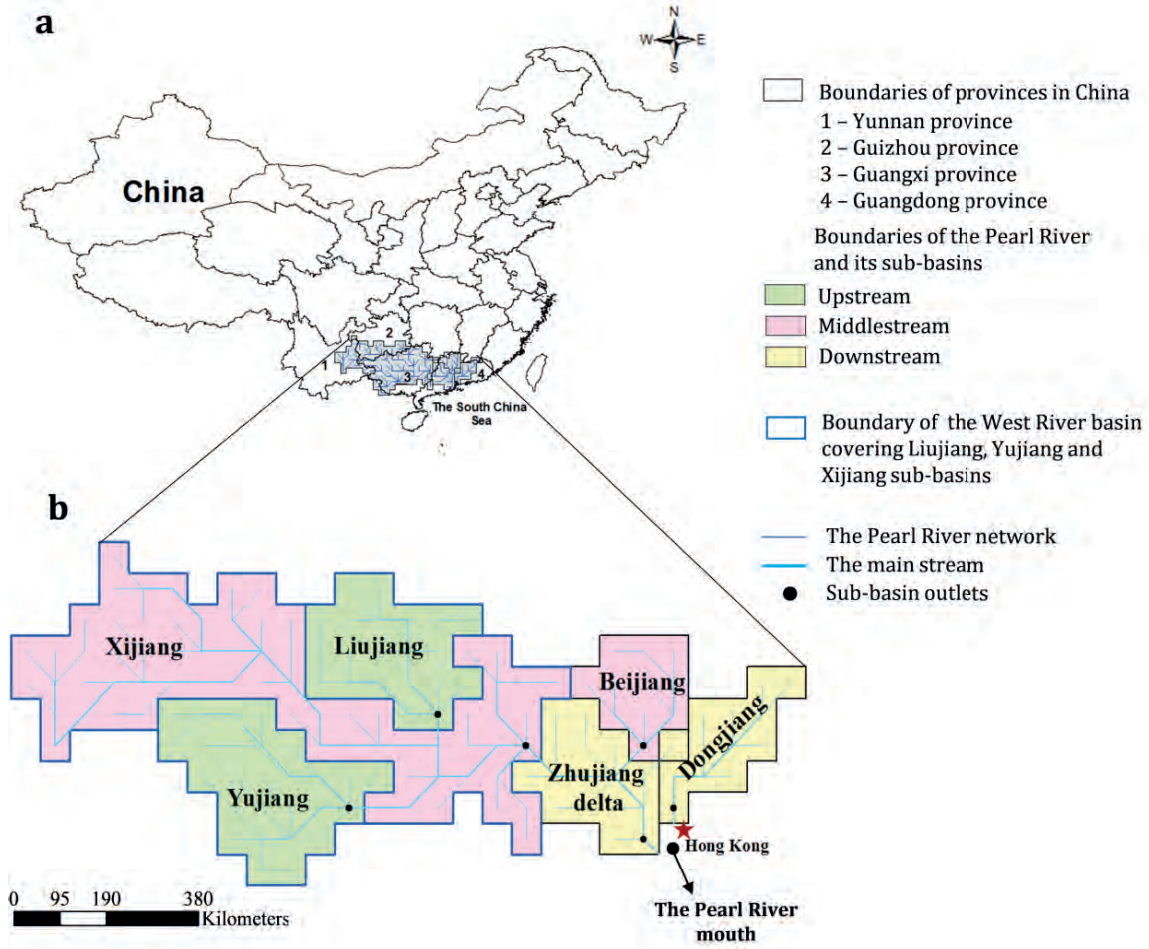 a
N
W E
S
China
2
1
3
4
The South China
Sea
Boundaries of provinces in China
1 – Yunnan province
2 – Guizhou province
3 – Guangxi province
4 – Guangdong province
Boundaries of the Pearl River
and its sub-basins
Upstream
Middlestream
Downstream
Boundary of the West River basin
covering Liujiang, Yujiang and
Xijiang sub-basins
The Pearl River network
The main stream
Sub-basin outlets
b
Xijiang
Liujiang
Beijiang
Dongjiang
Zhujiang
delta
Yujiang
Hong Kong
0 95 190 380
Kilometers
The Pearl River
mouth